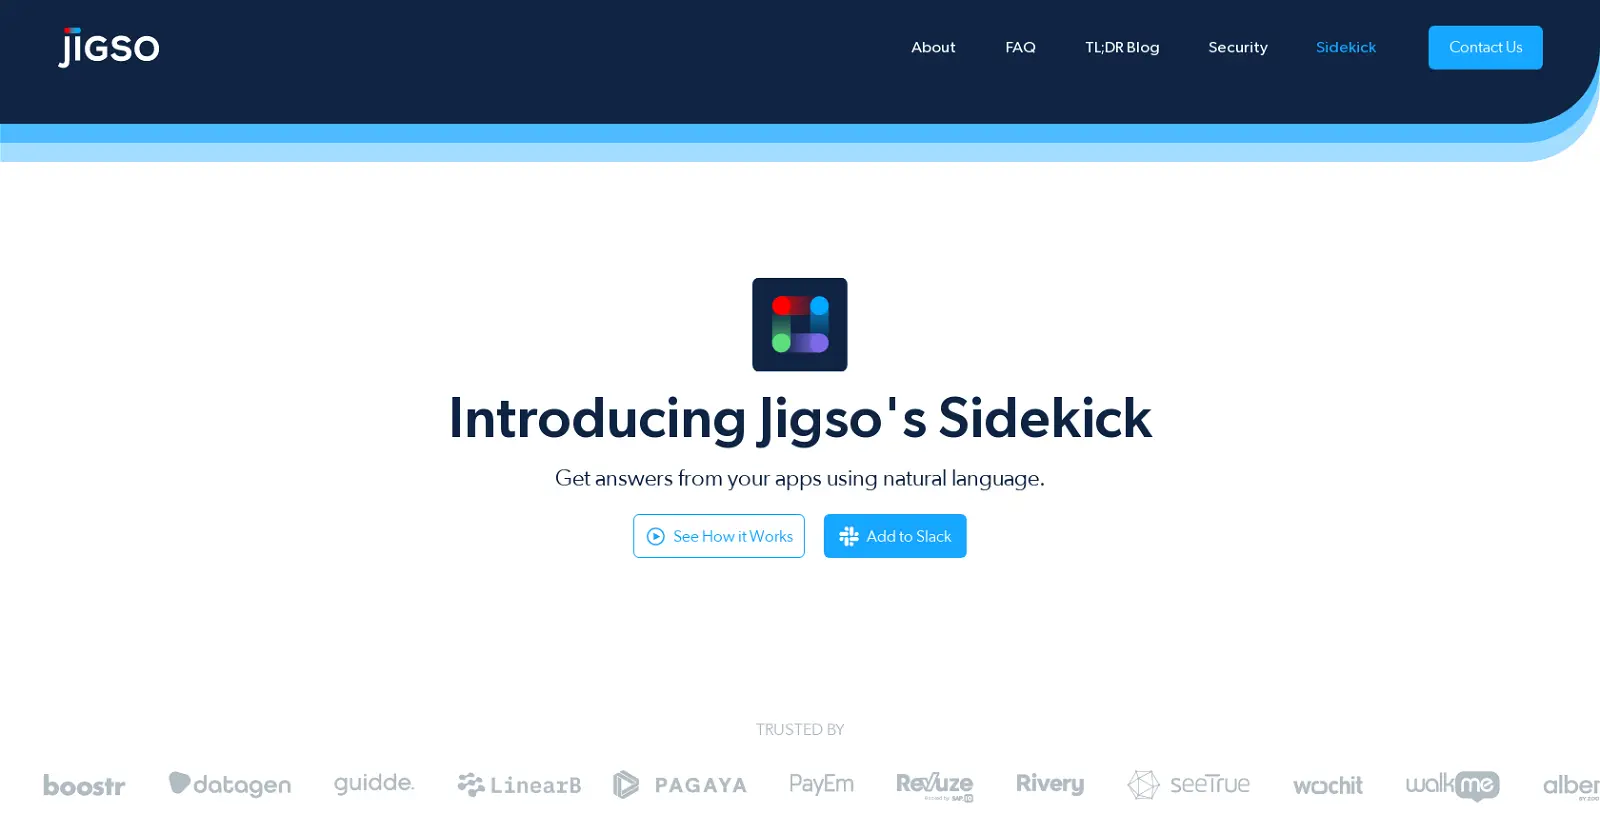 JIGSO
About FAQ TL;DR Blog Security Sidekick Contact Us
Introducing Jigso's Sidekick
Get answers from your apps using natural language.
See How it Works Add to Slack
TRUSTED BY
boostr datagen guidde. LinearB PAGAYA PayEm Revuze Rivery seeTrue wochit walkme alber